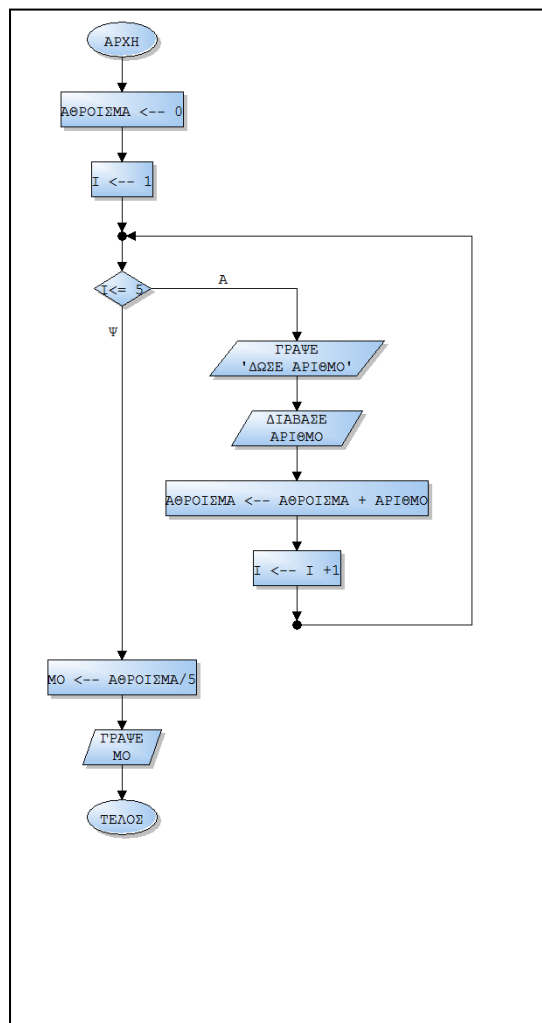 ΑΡΧΗ
ΑΘΡΟΙΣΜΑ <-- 0
Ι <-- 1
Ι<= 5
Α
Ψ
ΓΡΑΨΕ
'ΔΩΣΕ ΑΡΙΘΜΟ'
ΔΙΑΒΑΣΕ
ΑΡΙΘΜΟ
ΑΘΡΟΙΣΜΑ <-- ΑΘΡΟΙΣΜΑ + ΑΡΙΘΜΟ
Ι <-- Ι +1
ΜΟ <-- ΑΘΡΟΙΣΜΑ/5
ΓΡΑΨΕ
ΜΟ
ΤΕΛΟΣ